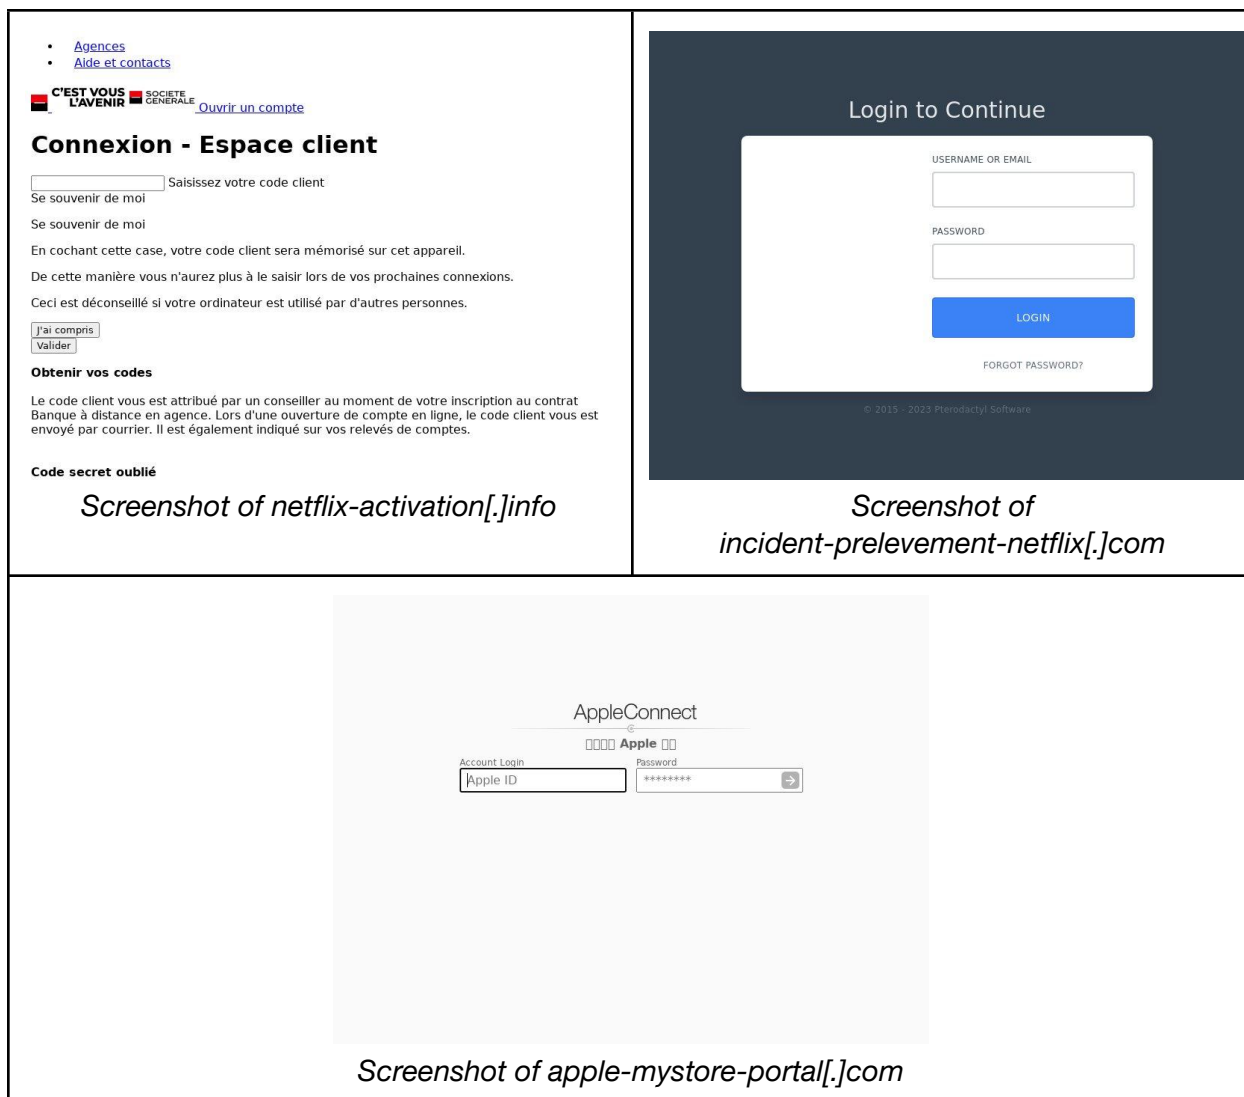 Agences
Aide et contacts
C'EST VOUS
L'AVENIR
SOCIETE
GENERALE
Ouvrir un compte
Connexion - Espace client
Saisissez votre code client
Se souvenir de moi
Se souvenir de moi
En cochant cette case, votre code client sera mémorisé sur cet appareil.
De cette manière vous n'aurez plus à le saisir lors de vos prochaines connexions.
Ceci est déconseillé si votre ordinateur est utilisé par d'autres personnes.
J'ai compris
Valider
Obtenir vos codes
Le code client vous est attribué par un conseiller au moment de votre inscription au contrat
Banque à distance en agence. Lors d'une ouverture de compte en ligne, le code client vous est
envoyé par courrier. Il est également indiqué sur vos relevés de comptes.
Code secret oublié
Screenshot of netflix-activation[.]info
Login to Continue
USERNAME OR EMAIL
PASSWORD
LOGIN
FORGOT PASSWORD?
© 2015 - 2023 Pterodactyl Software
Screenshot of
incident-prelevement-netflix[.]com
AppleConnect
Apple
Account Login
Password
Apple ID
********
Screenshot of apple-mystore-portal[.]com